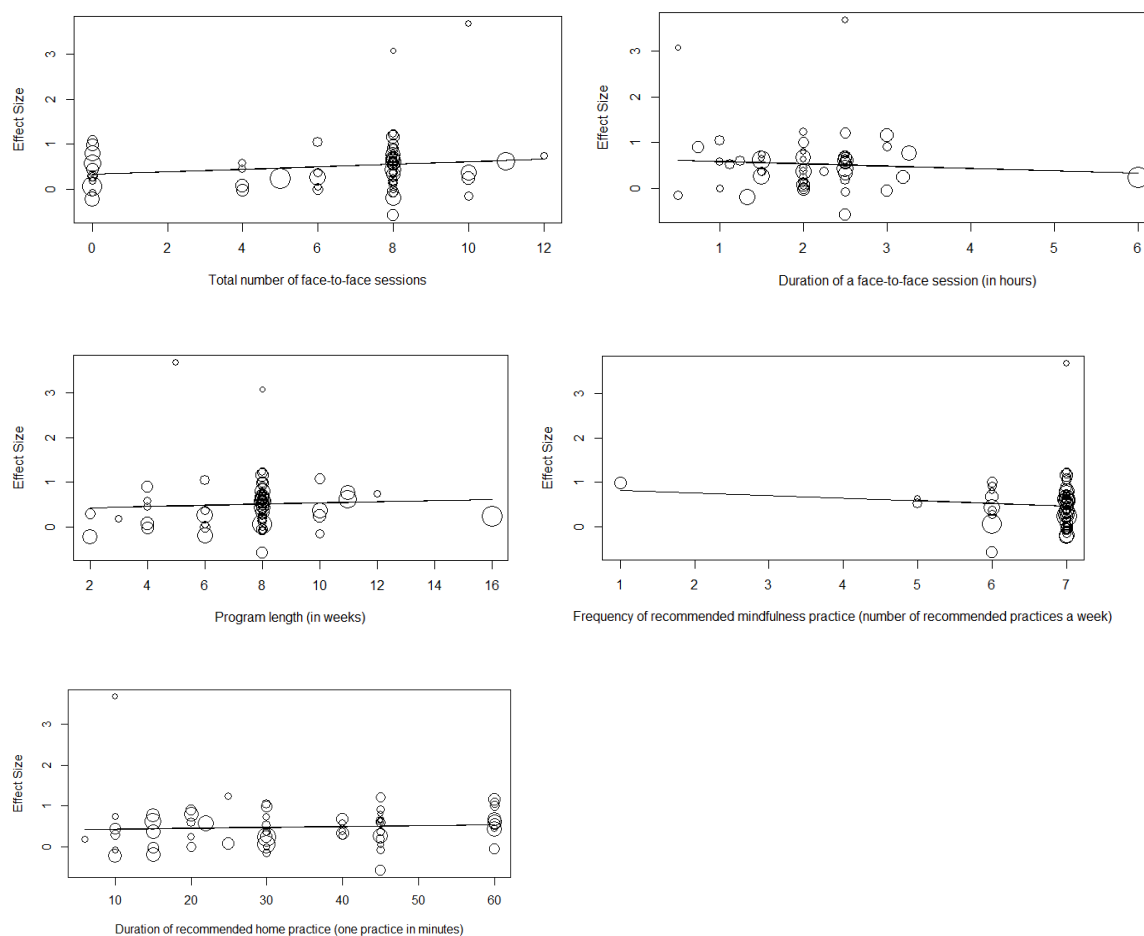 Effect Size
3
2
1
0
0 2 4 6 8 10 12
Total number of face-to-face sessions
Effect Size
3
2
1
0
1 2 3 4 5 6
Duration of a face-to-face session (in hours)
Effect Size
3
2
1
0
2 4 6 8 10 12 14 16
Program length (in weeks)
Effect Size
3
2
1
0
1 2 3 4 5 6 7
Frequency of recommended mindfulness practice (number of recommended practices a week)
Effect Size
3
2
1
0
10 20 30 40 50 60
Duration of recommended home practice (one practice in minutes)